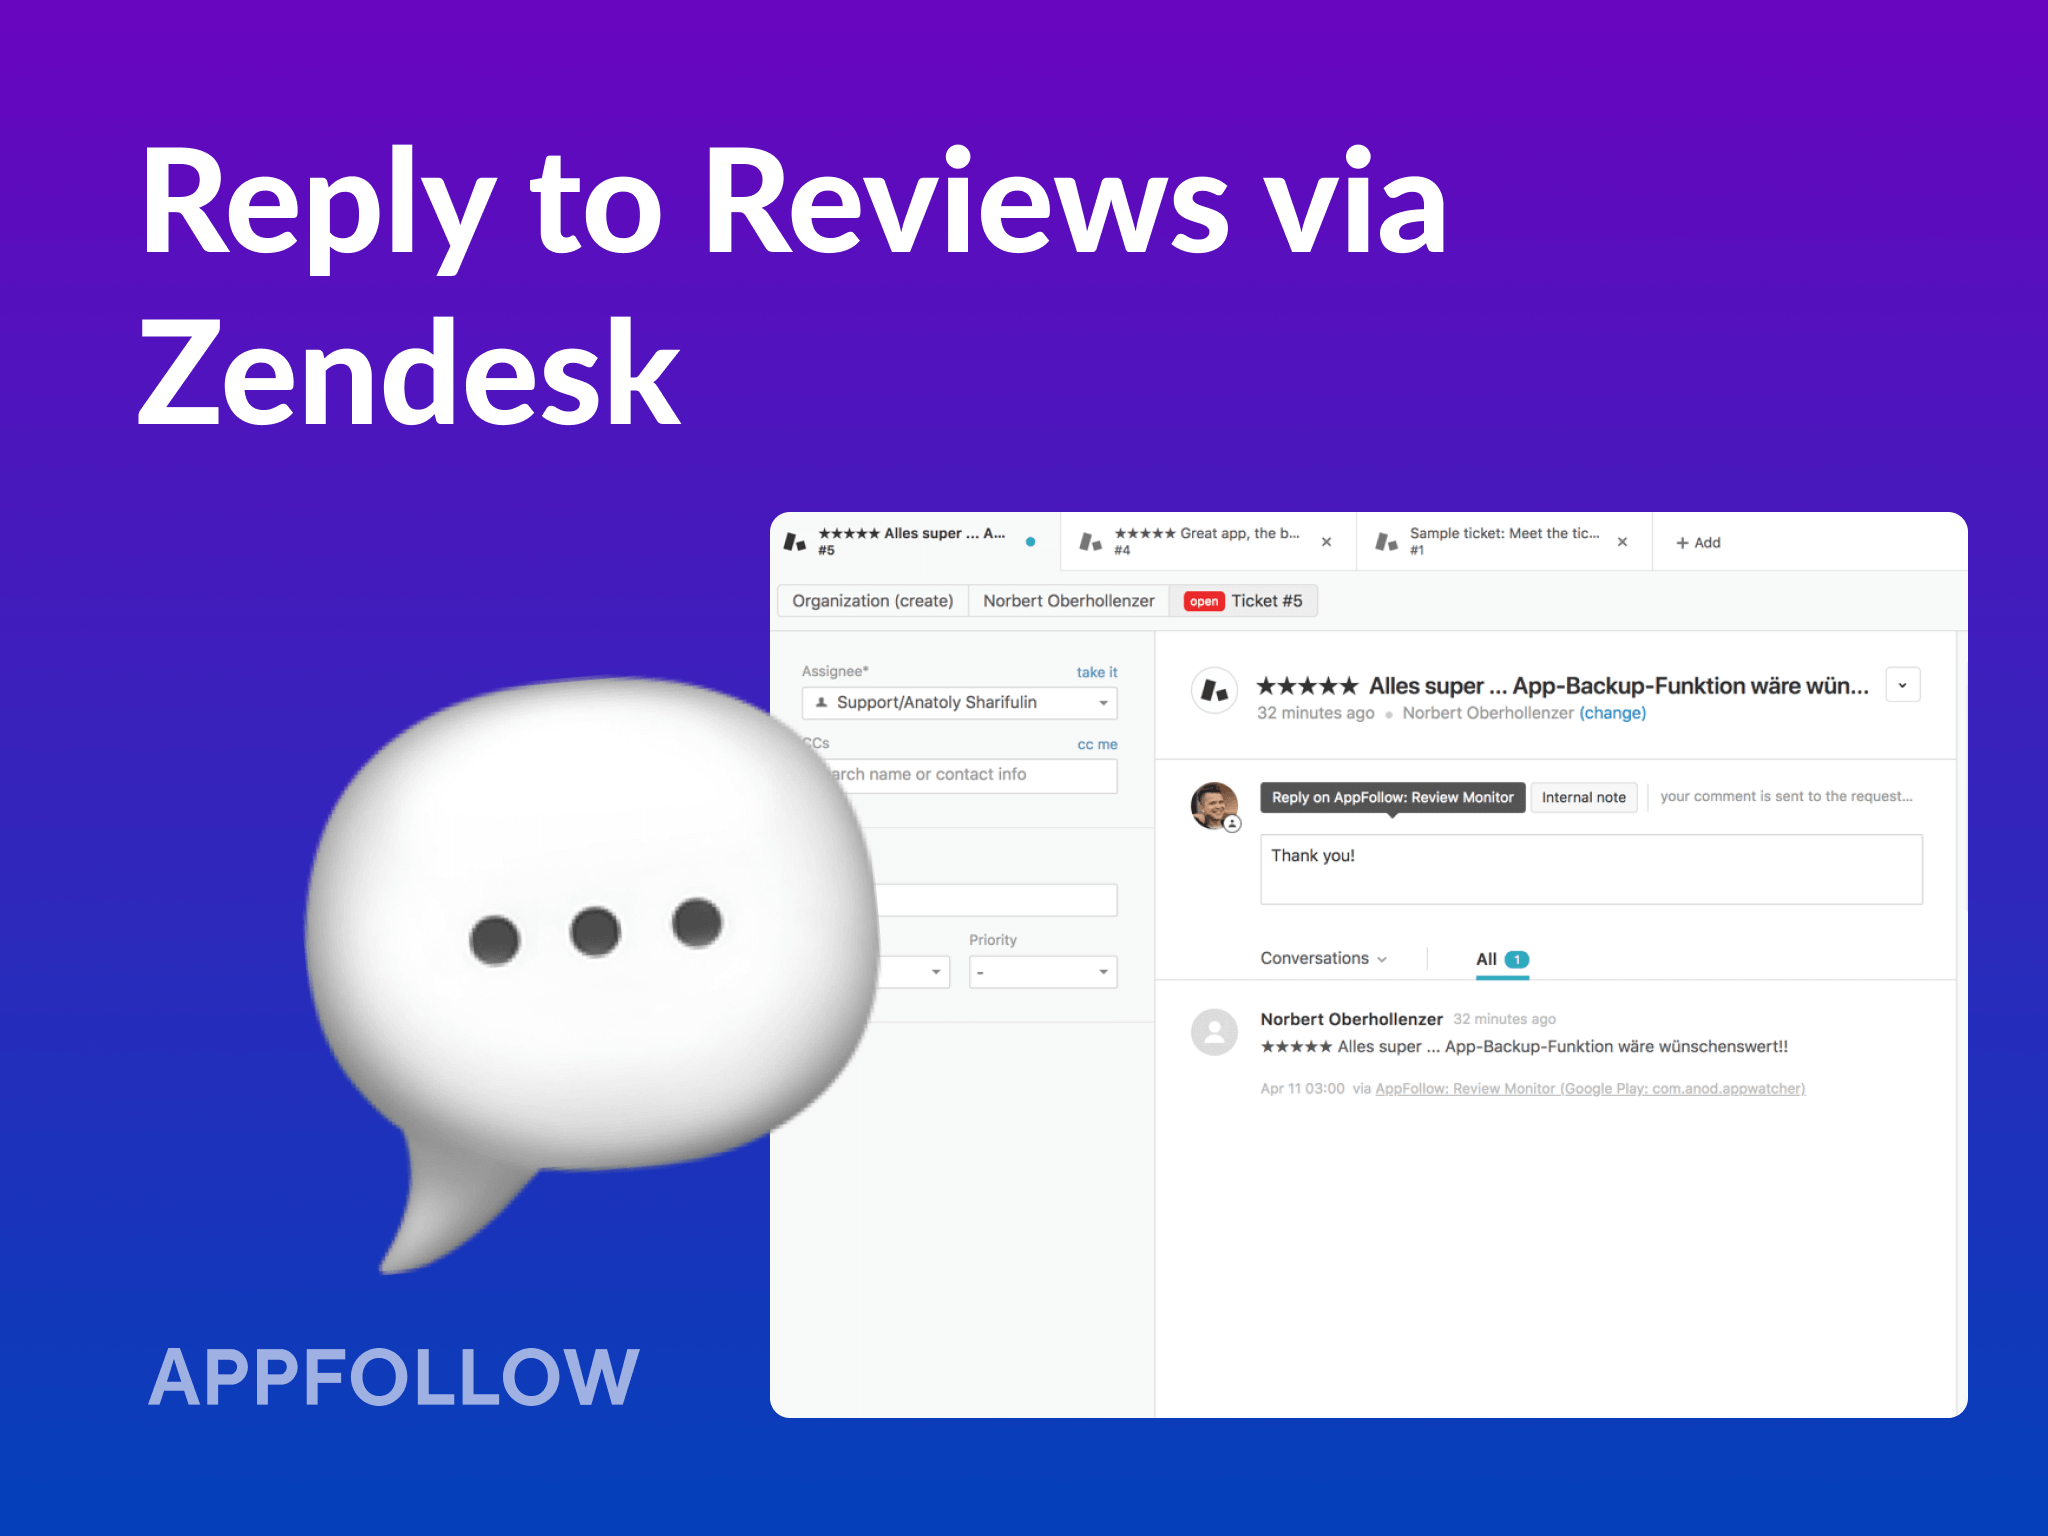 Reply to Reviews via
Zendesk
★★★★★ Alles super ... A...
#5
★★★★★ Great app, the b...
#4
Sample ticket: Meet the tic...
#1
+ Add
Organization (create)
Norbert Oberhollenzer
open Ticket #5
Assignee*
take it
Support/Anatoly Sharifulin
CCs
cc me
name or contact info
Priority
-
★★★★★ Alles super ... App-Backup-Funktion wäre wün...
32 minutes ago • Norbert Oberhollenzer (change)
Reply on AppFollow: Review Monitor
Internal note
your comment is sent to the request...
Thank you!
Conversations
All 1
Norbert Oberhollenzer 32 minutes ago
★★★★★ Alles super ... App-Backup-Funktion wäre wünschenswert!!
Apr 11 03:00 via AppFollow: Review Monitor (Google Play: com.anod.appwatcher)
APPFOLLOW